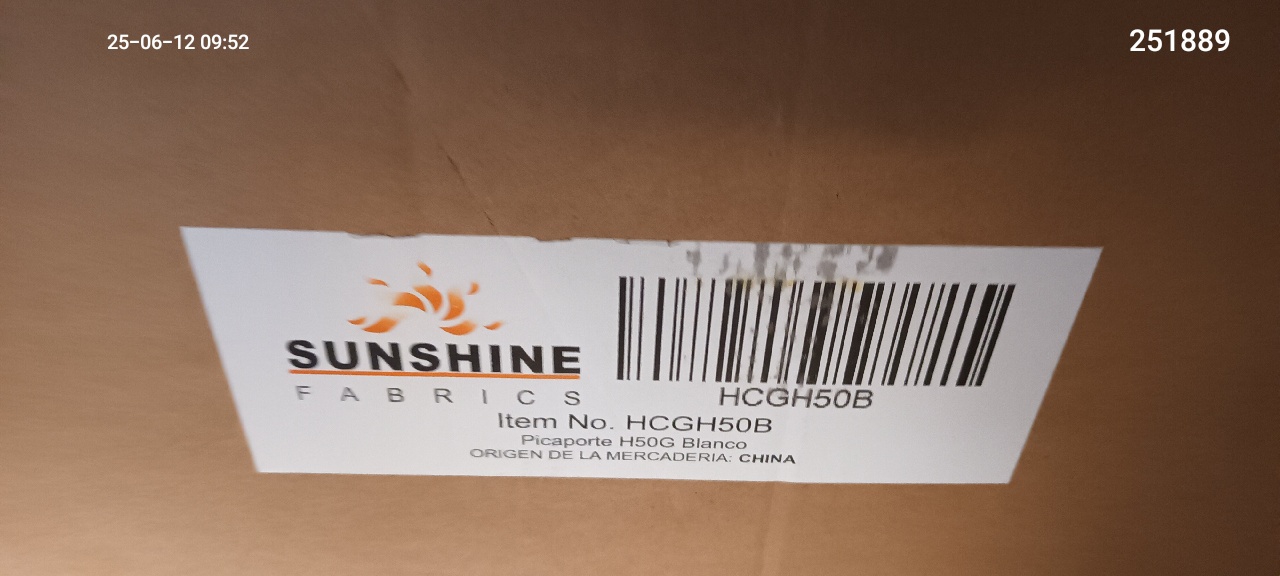 25-06-12 09:52
251889
SUNSHINE
FABRICS
HCGH50B
Item No. HCGH50B
Picaporte H50G Blanco
ORIGEN DE LA MERCADERIA: CHINA